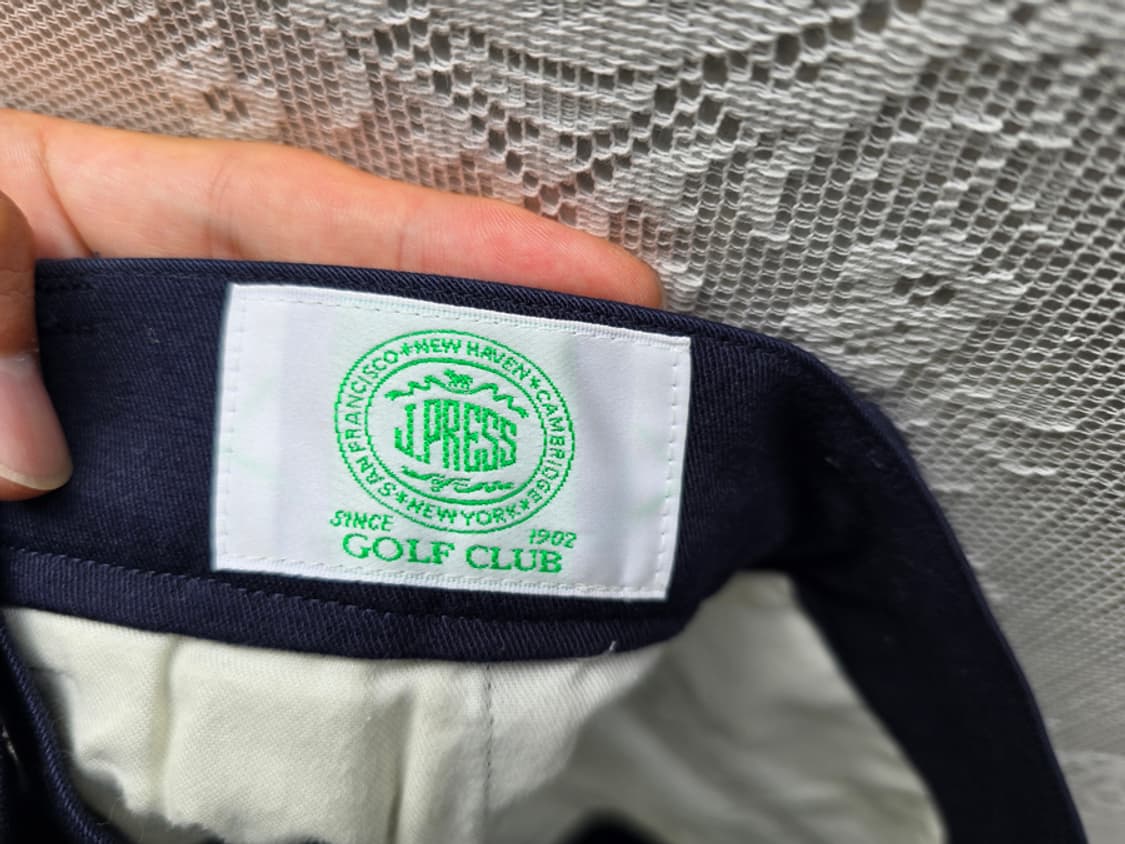 SAN FRANCISCO * NEW HAVEN * CAMBRIDGE * NEW YORK *
J.PRESS
SINCE 1902
GOLF CLUB